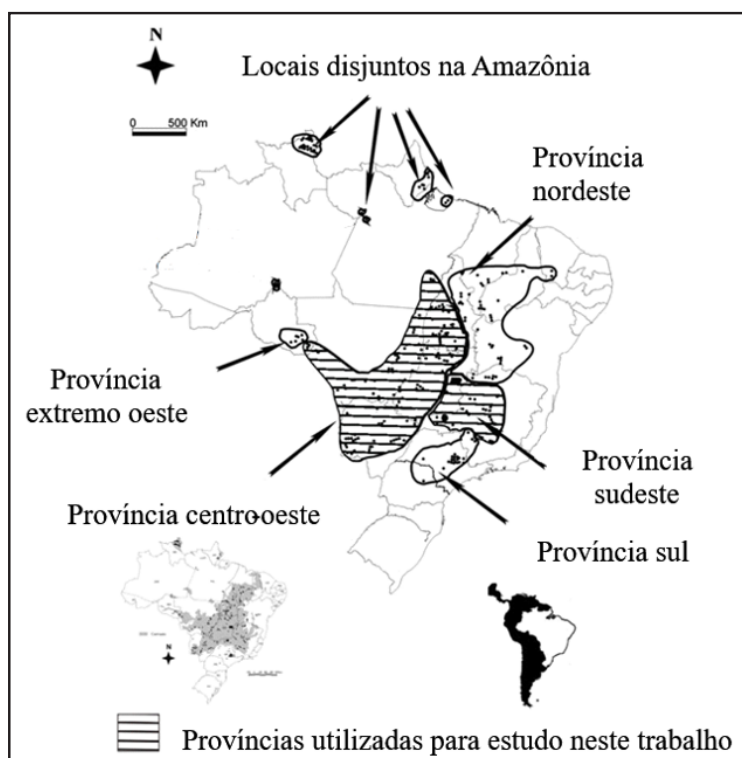 N
Locais disjuntos na Amazônia
0 500 Km
Província
nordeste
Província
extremo oeste
Província
sudeste
Província centro-oeste
Província sul
N
Províncias utilizadas para estudo neste trabalho